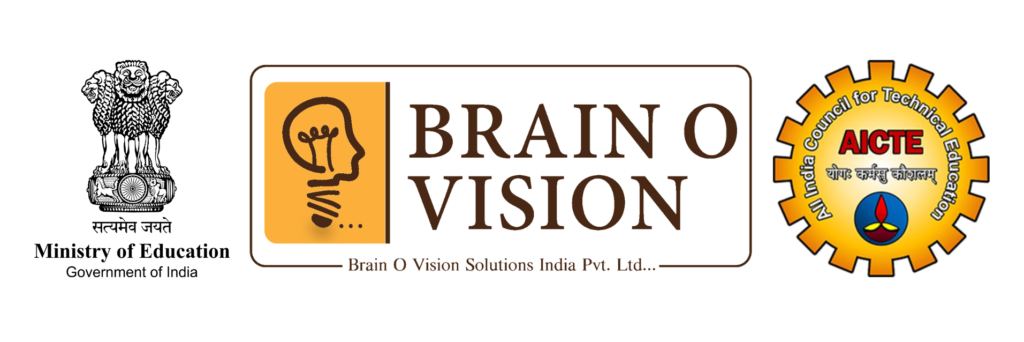 सत्यमेव जयते
Ministry of Education
Government of India
BRAIN O
VISION
Brain O Vision Solutions India Pvt. Ltd...
All India Council for Technical Education
AICTE
योगः कर्मसु कौशलम्